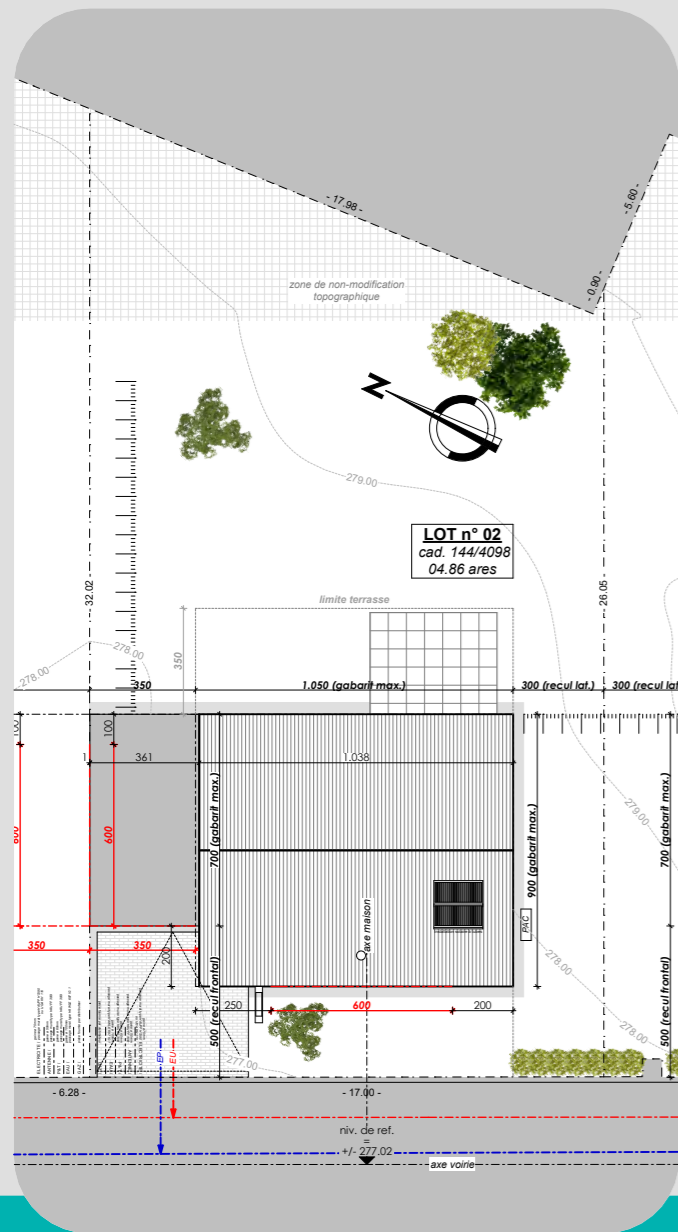 - 17.98 -
- 5.60 -
- 0.90 -
zone de non-modification
topographique
N
279.00
LOT n° 02
cad. 144/4098
04.86 ares
- 32.02 -
- 26.05 -
limite terrasse
350
278.00
278.00
350
1.050 (gabarit max.)
300 (recul lat.)
300 (recul lat
100
100
1
361
1.038
600
600
700 (gabarit max.)
900 (gabarit max.)
700 (gabarit max.)
279.00
PAC
axe maison
350
350
200
278.00
278.00
500 (recul frontal)
500 (recul frontal)
250
600
200
277.00
EP
EU
- 6.28 -
- 17.00 -
niv. de ref.
=
+/- 277.02
axe voirie